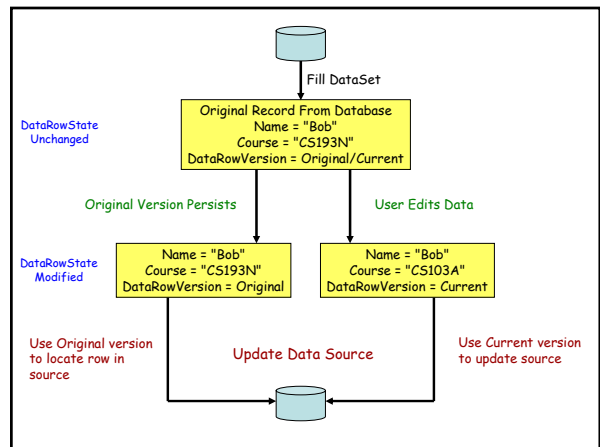 Fill DataSet
DataRowState
Unchanged
Original Record From Database
Name = "Bob"
Course = "CS193N"
DataRowVersion = Original/Current
Original Version Persists
User Edits Data
DataRowState
Modified
Name = "Bob"
Course = "CS193N"
DataRowVersion = Original
Name = "Bob"
Course = "CS103A"
DataRowVersion = Current
Use Original version
to locate row in
source
Update Data Source
Use Current version
to update source